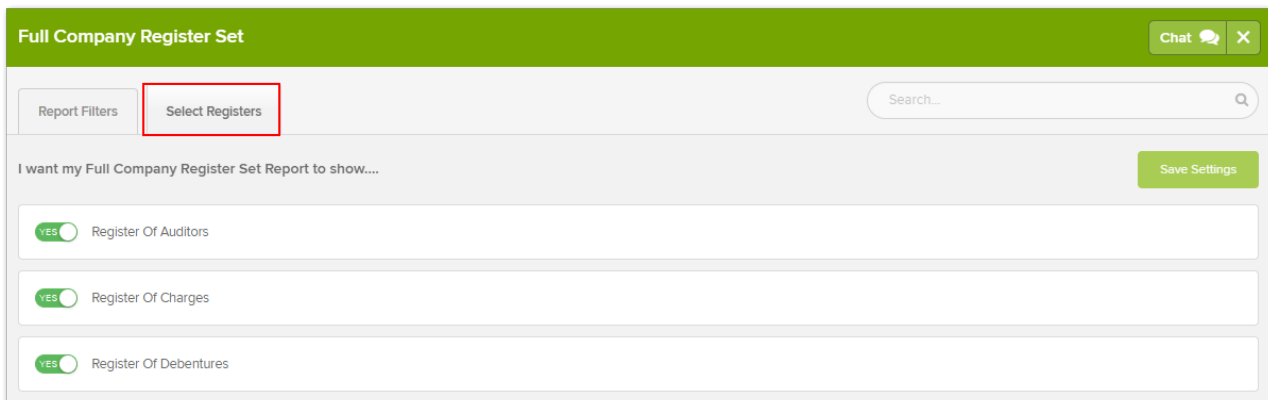 Full Company Register Set
Chat
Report Filters
Select Registers
Search...
I want my Full Company Register Set Report to show....
Save Settings
YES Register Of Auditors
YES Register Of Charges
YES Register Of Debentures